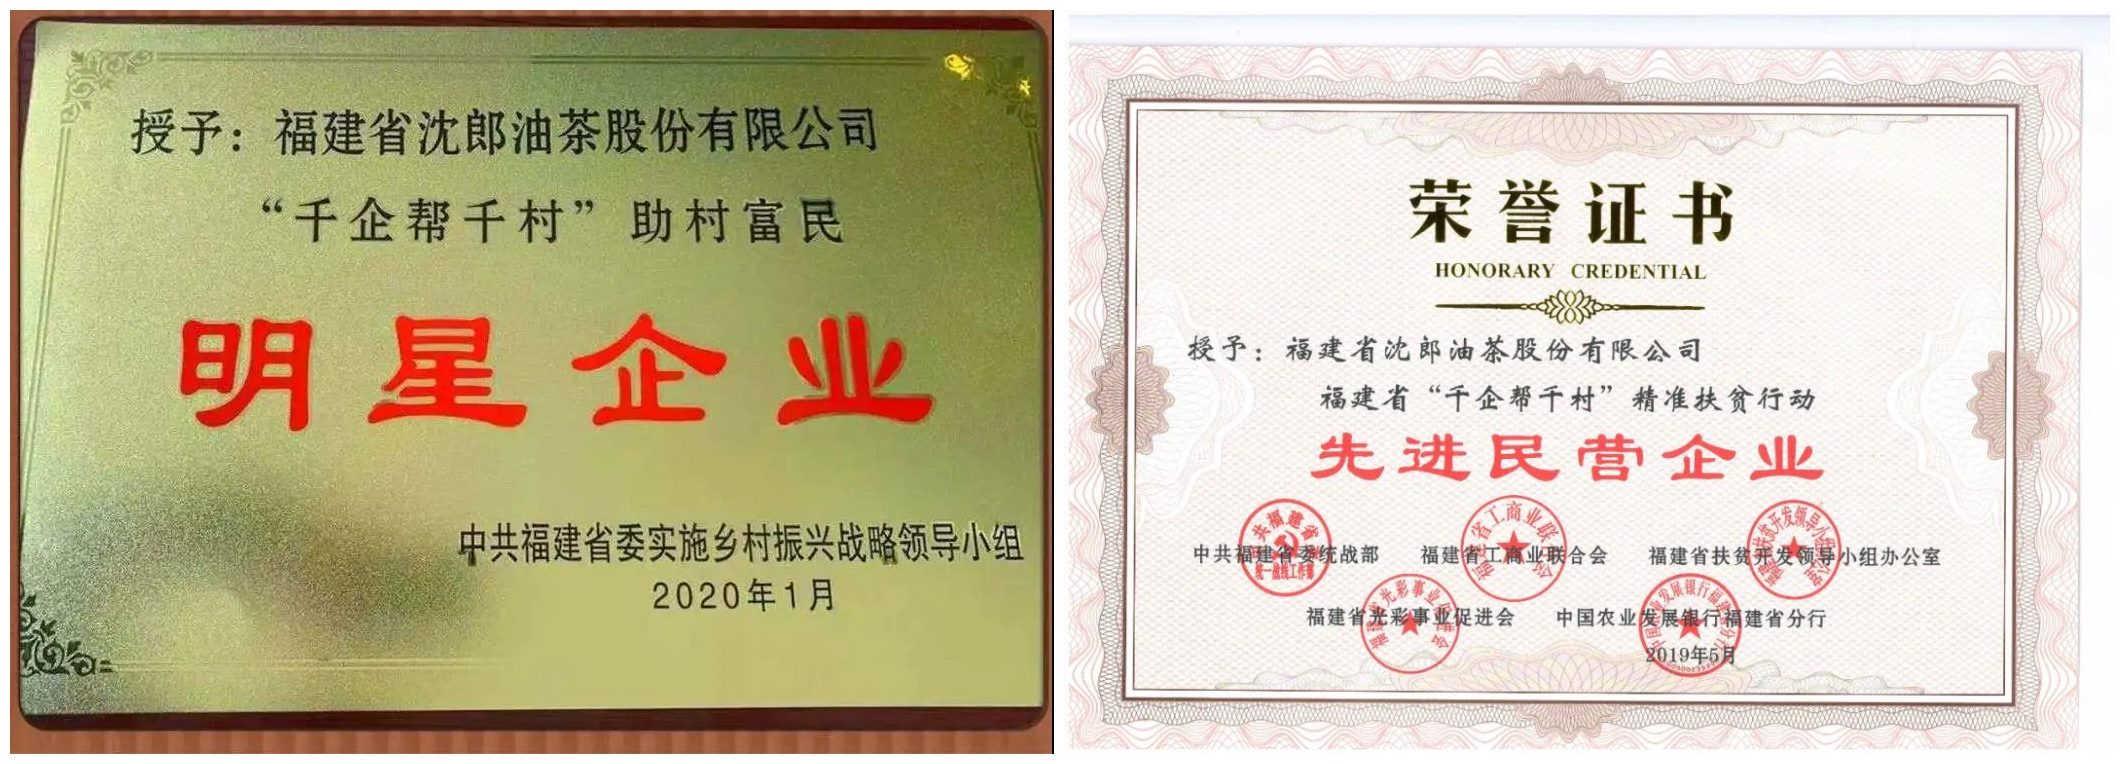 授予：福建省沈郎油茶股份有限公司
“千企帮千村”助村富民
明星企业
中共福建省委实施乡村振兴战略领导小组
2020年1月
荣誉证书
HONORARY CREDENTIAL
授予：福建省沈郎油茶股份有限公司
福建省“千企帮千村”精准扶贫行动
先进民营企业
中共福建省委统战部 福建省工商业联合会 福建省扶贫开发领导小组办公室
福建省光彩事业促进会 中国农业发展银行福建省分行
2019年5月